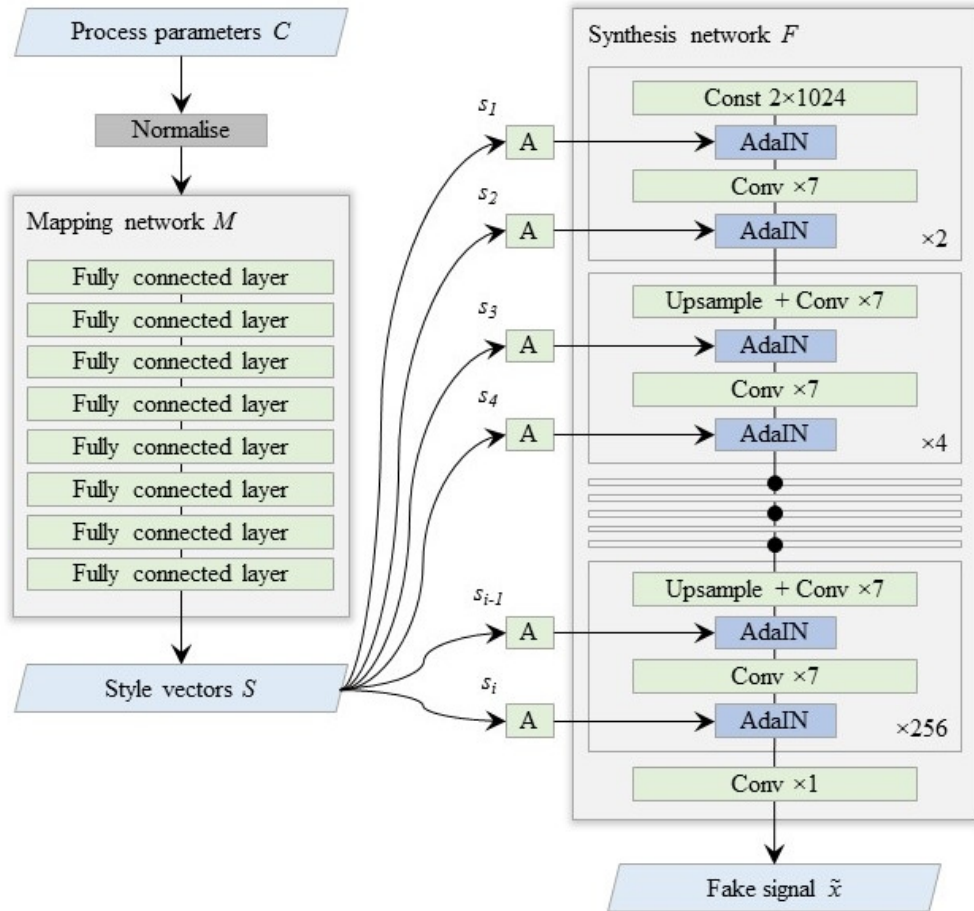 Process parameters C
Normalise
Mapping network M
Fully connected layer
Fully connected layer
Fully connected layer
Fully connected layer
Fully connected layer
Fully connected layer
Fully connected layer
Fully connected layer
Style vectors S
s1
A
s2
A
s3
A
s4
A
si-1
A
si
A
Synthesis network F
Const 2×1024
AdaIN
Conv ×7
AdaIN
×2
Upsample + Conv ×7
AdaIN
Conv ×7
AdaIN
×4
Upsample + Conv ×7
AdaIN
Conv ×7
AdaIN
×256
Conv ×1
Fake signal x̃